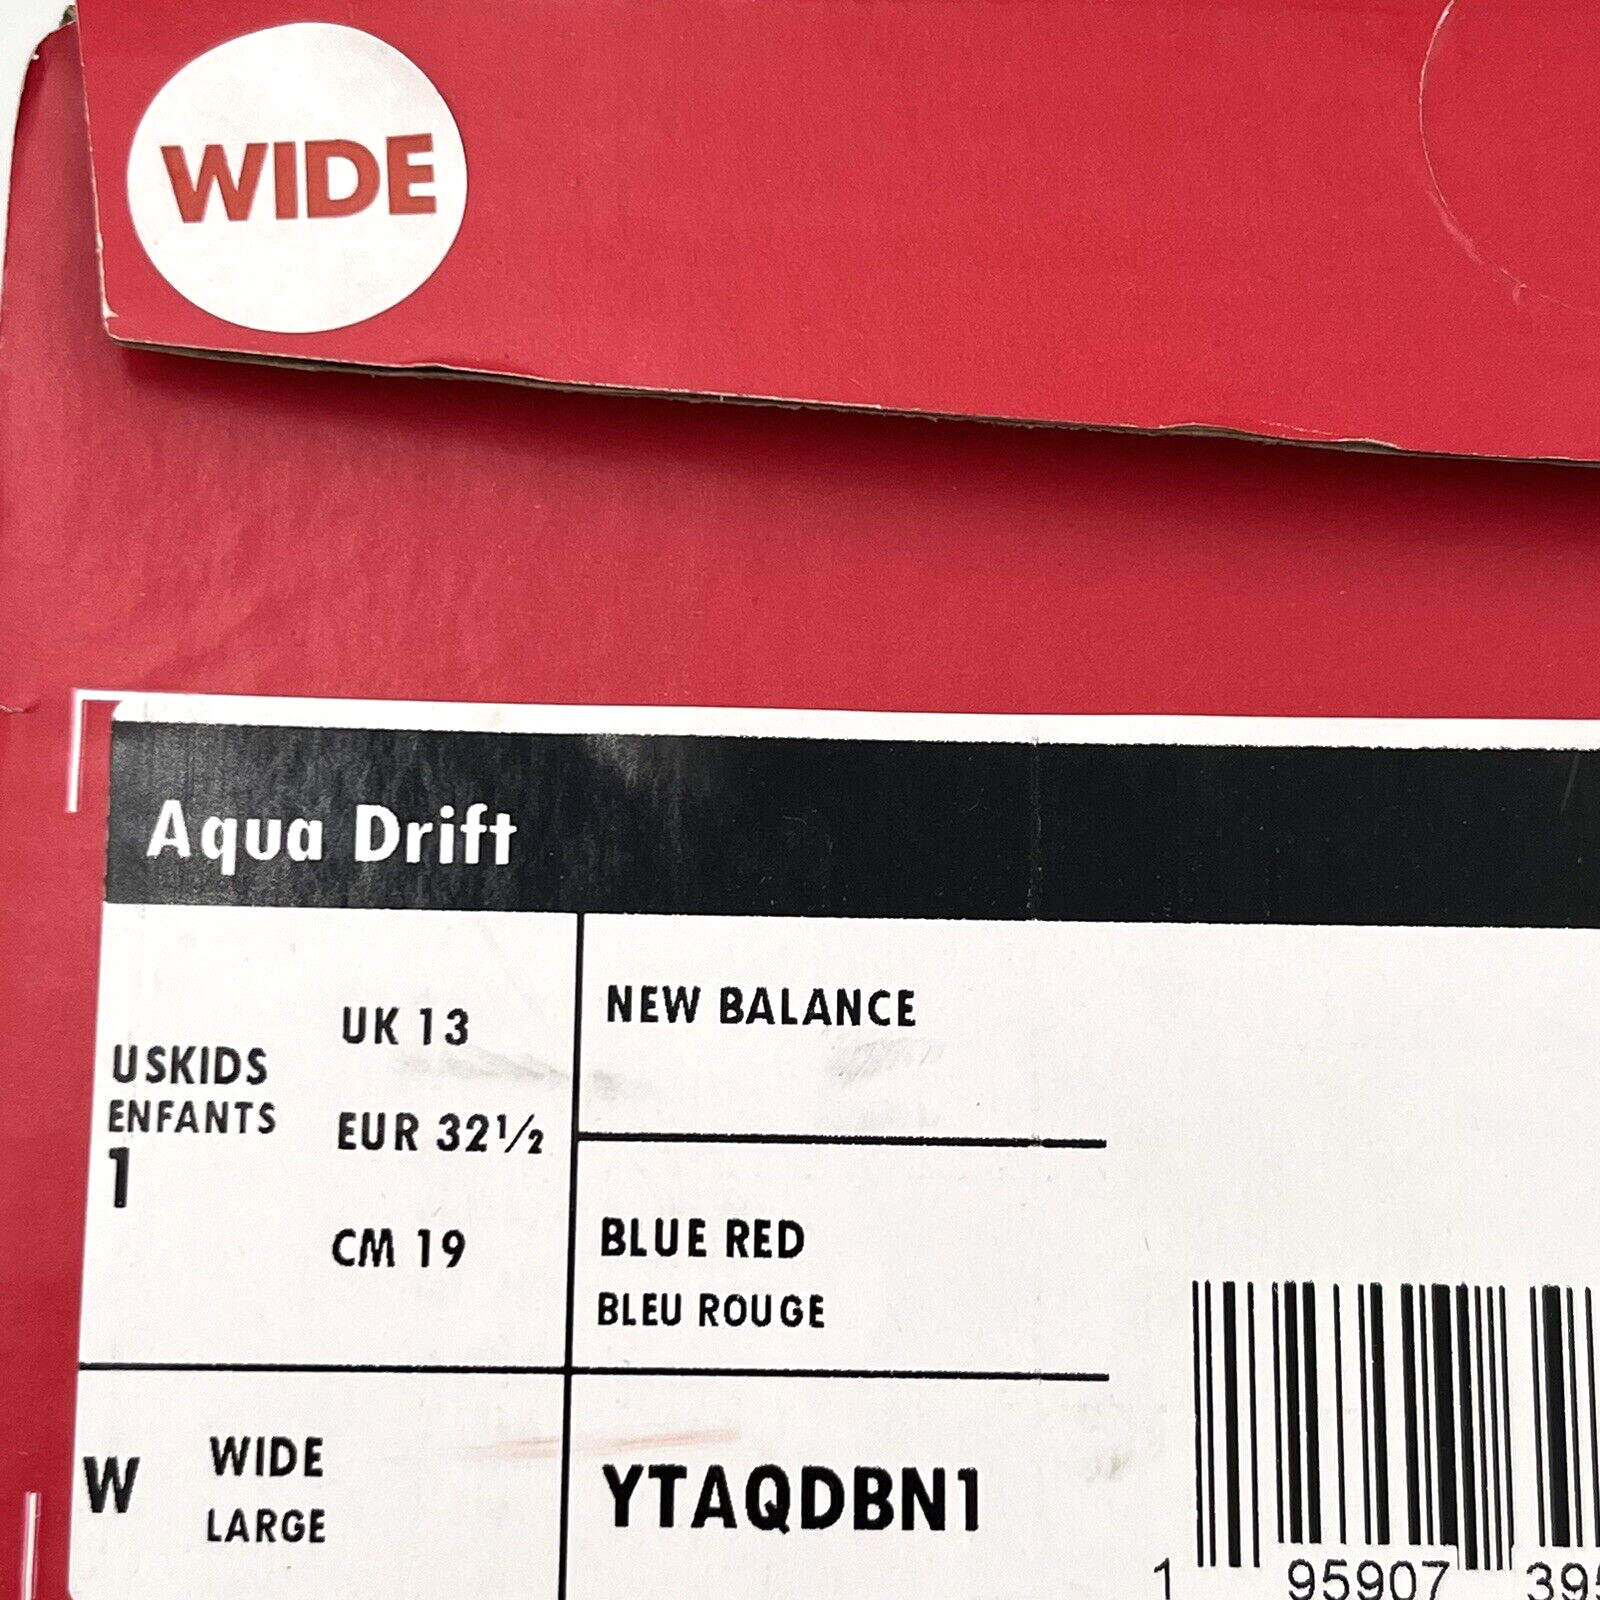 WIDE
Aqua Drift
USKIDS
ENFANTS
1
UK 13
EUR 32½
CM 19
NEW BALANCE
BLUE RED
BLEU ROUGE
W
WIDE
LARGE
YTAQDBN1
1 95907 395